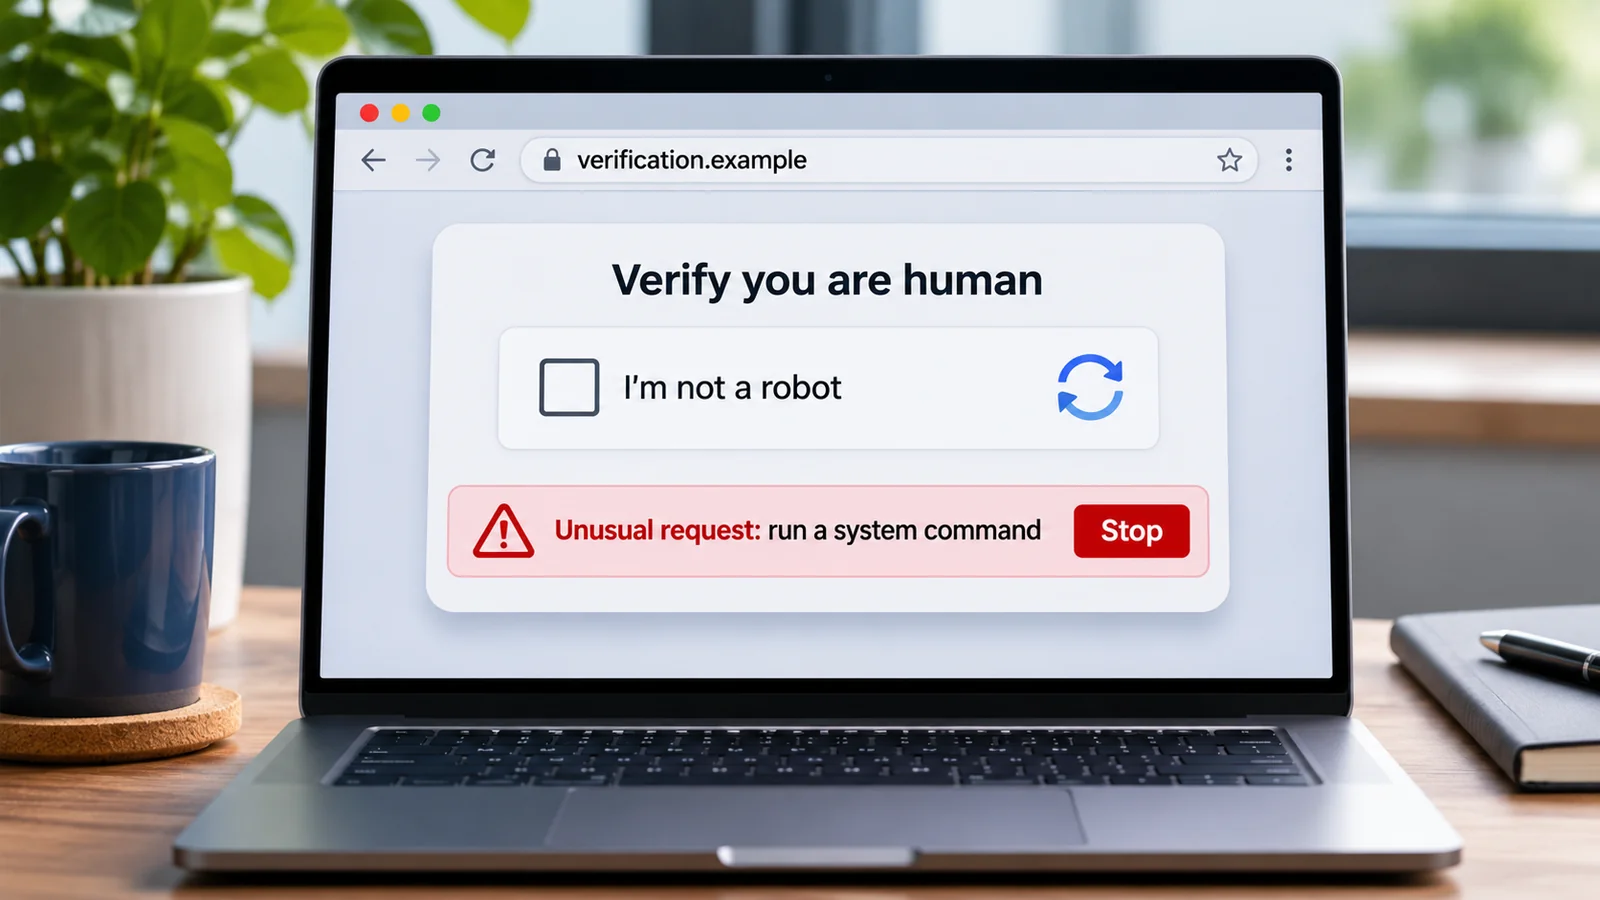 verification.example
Verify you are human
I'm not a robot
Unusual request: run a system command
Stop